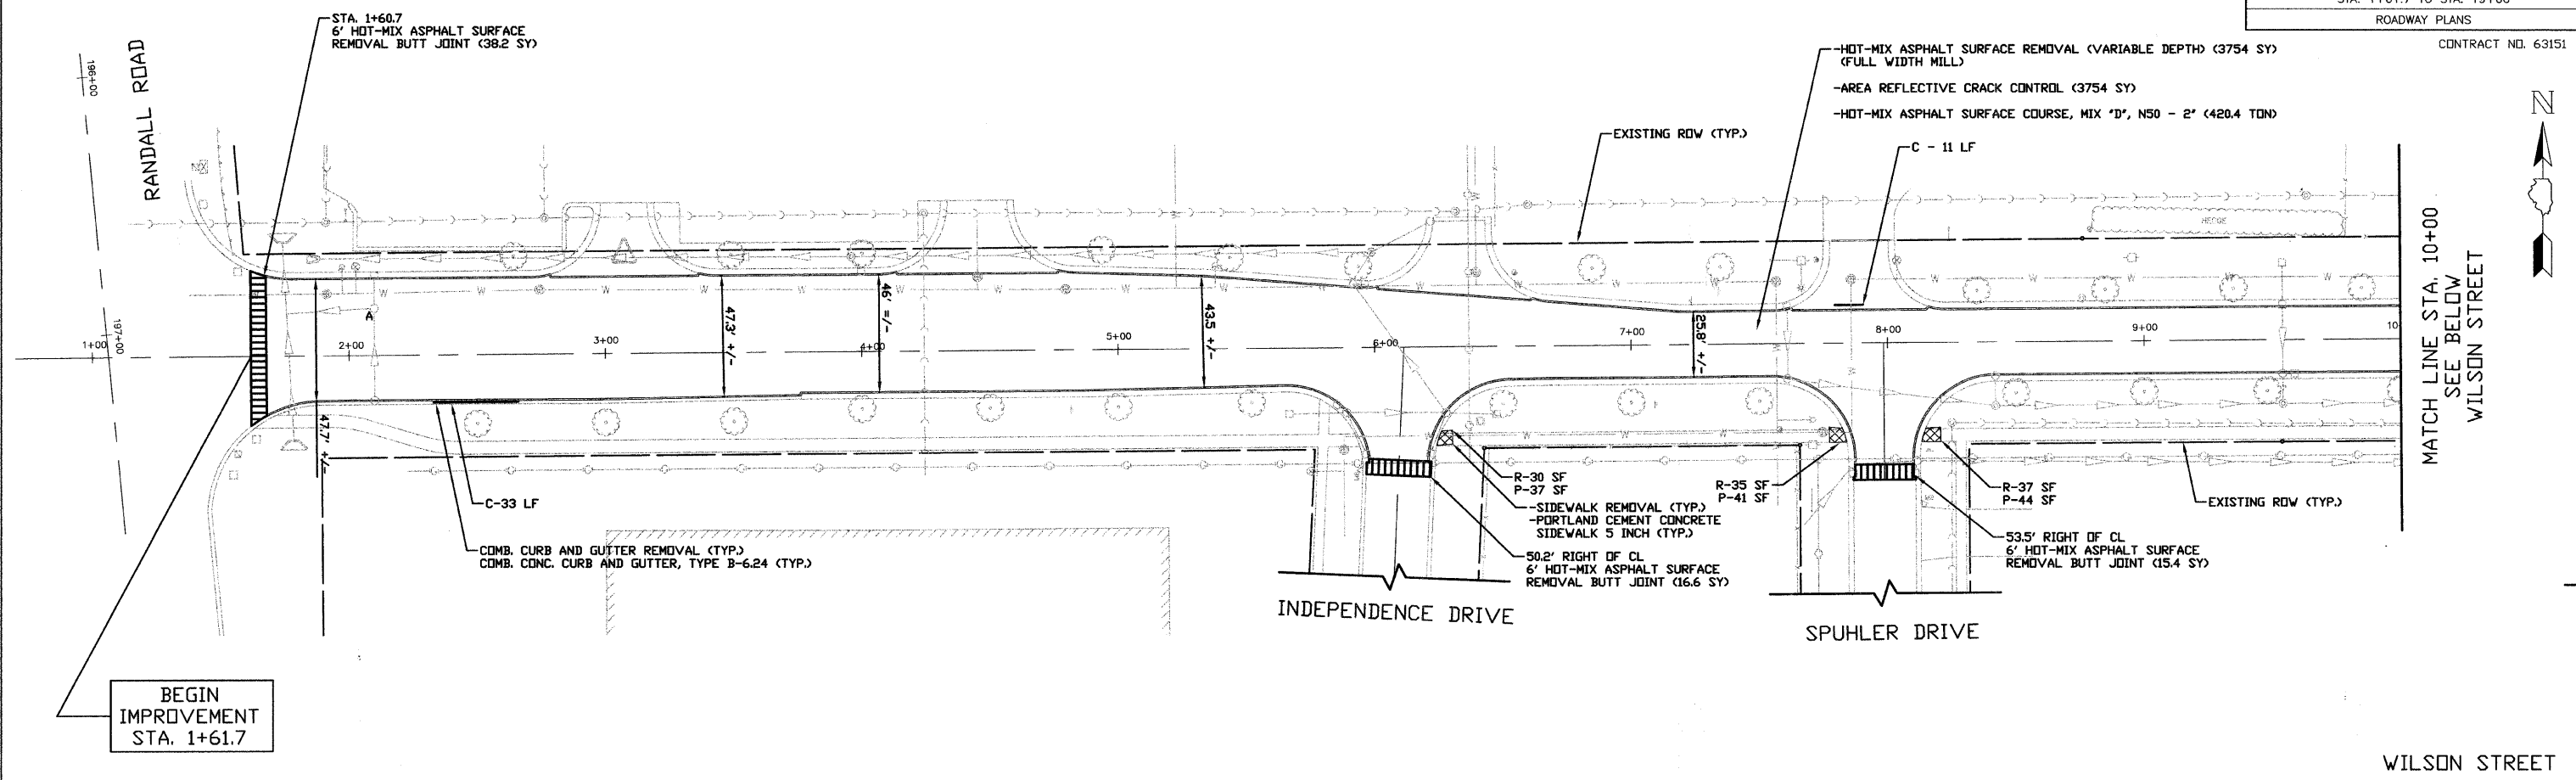 ROADWAY PLANS
CONTRACT NO. 63151
STA. 1+60.7
6' HOT-MIX ASPHALT SURFACE
REMOVAL BUTT JOINT (38.2 SY)
RANDALL ROAD
196+00
197+00
-HOT-MIX ASPHALT SURFACE REMOVAL (VARIABLE DEPTH) (3754 SY)
(FULL WIDTH MILL)
-AREA REFLECTIVE CRACK CONTROL (3754 SY)
-HOT-MIX ASPHALT SURFACE COURSE, MIX "D", N50 - 2" (420.4 TON)
EXISTING ROW (TYP.)
C - 11 LF
N
HEDGE
MATCH LINE STA. 10+00
SEE BELOW
WILSON STREET
1+00
2+00
3+00
4+00
5+00
6+00
7+00
8+00
9+00
10
47.7' +/-
47.3' +/-
46' =/-
43.5 +/-
25.8' +/-
A
C-33 LF
COMB. CURB AND GUTTER REMOVAL (TYP.)
COMB. CONC. CURB AND GUTTER, TYPE B-6.24 (TYP.)
R-30 SF
P-37 SF
-SIDEWALK REMOVAL (TYP.)
-PORTLAND CEMENT CONCRETE
SIDEWALK 5 INCH (TYP.)
50.2' RIGHT OF CL
6' HOT-MIX ASPHALT SURFACE
REMOVAL BUTT JOINT (16.6 SY)
R-35 SF
P-41 SF
R-37 SF
P-44 SF
53.5' RIGHT OF CL
6' HOT-MIX ASPHALT SURFACE
REMOVAL BUTT JOINT (15.4 SY)
EXISTING ROW (TYP.)
INDEPENDENCE DRIVE
SPUHLER DRIVE
BEGIN
IMPROVEMENT
STA. 1+61.7
WILSON STREET